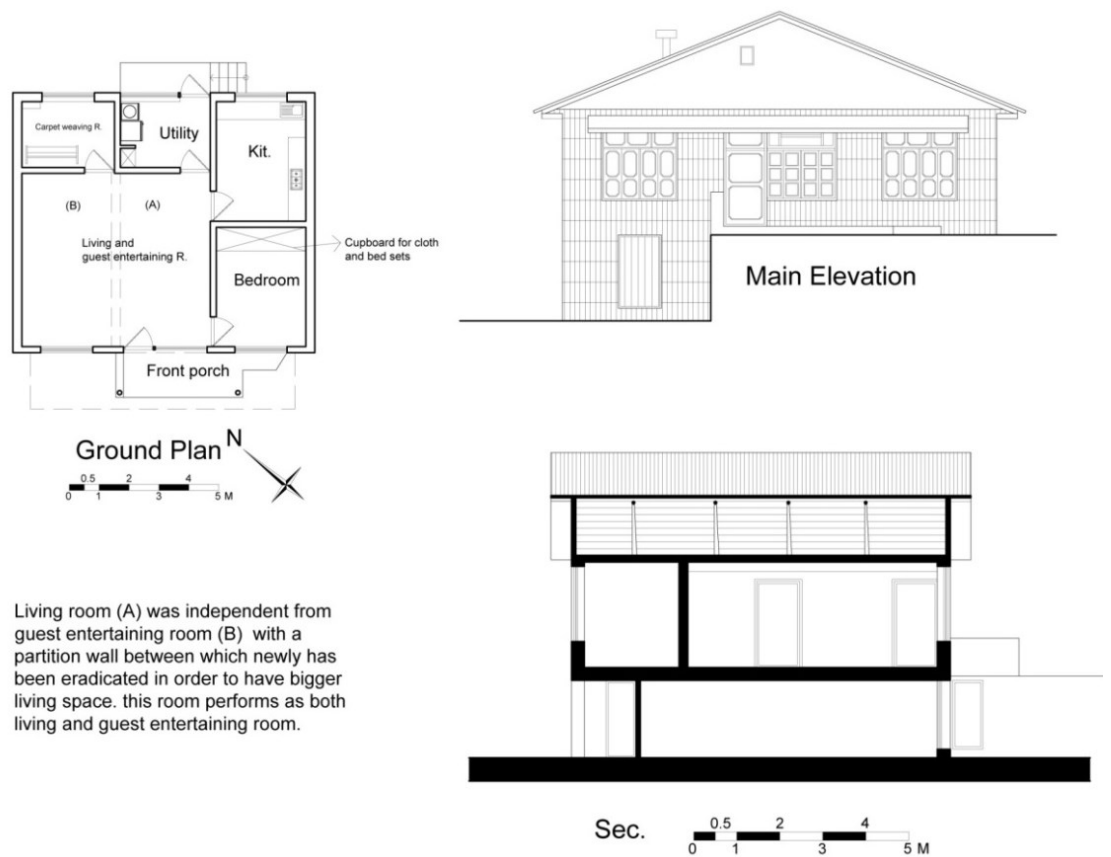 Carpet weaving R.
Utility
Kit.
(B)
(A)
Living and
guest entertaining R.
Cupboard for cloth
and bed sets
Bedroom
Front porch
Ground Plan
N
0.5 2 4
0 1 3 5 M
Main Elevation
Living room (A) was independent from
guest entertaining room (B) with a
partition wall between which newly has
been eradicated in order to have bigger
living space. this room performs as both
living and guest entertaining room.
Sec.
0.5 2 4
0 1 3 5 M